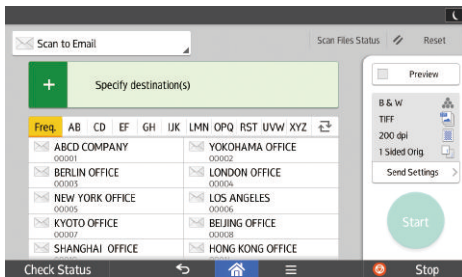 Scan to Email
Scan Files Status
Reset
+ Specify destination(s)
Preview
Freq. AB CD EF GH IJK LMN OPQ RST UVW XYZ
ABCD COMPANY
00001
YOKOHAMA OFFICE
00002
BERLIN OFFICE
00003
LONDON OFFICE
00004
NEW YORK OFFICE
00005
LOS ANGELES
00006
KYOTO OFFICE
00007
BEIJING OFFICE
00008
SHANGHAI OFFICE
HONG KONG OFFICE
B & W
TIFF
200 dpi
1 Sided Orig.
Send Settings
Start
Check Status
Stop